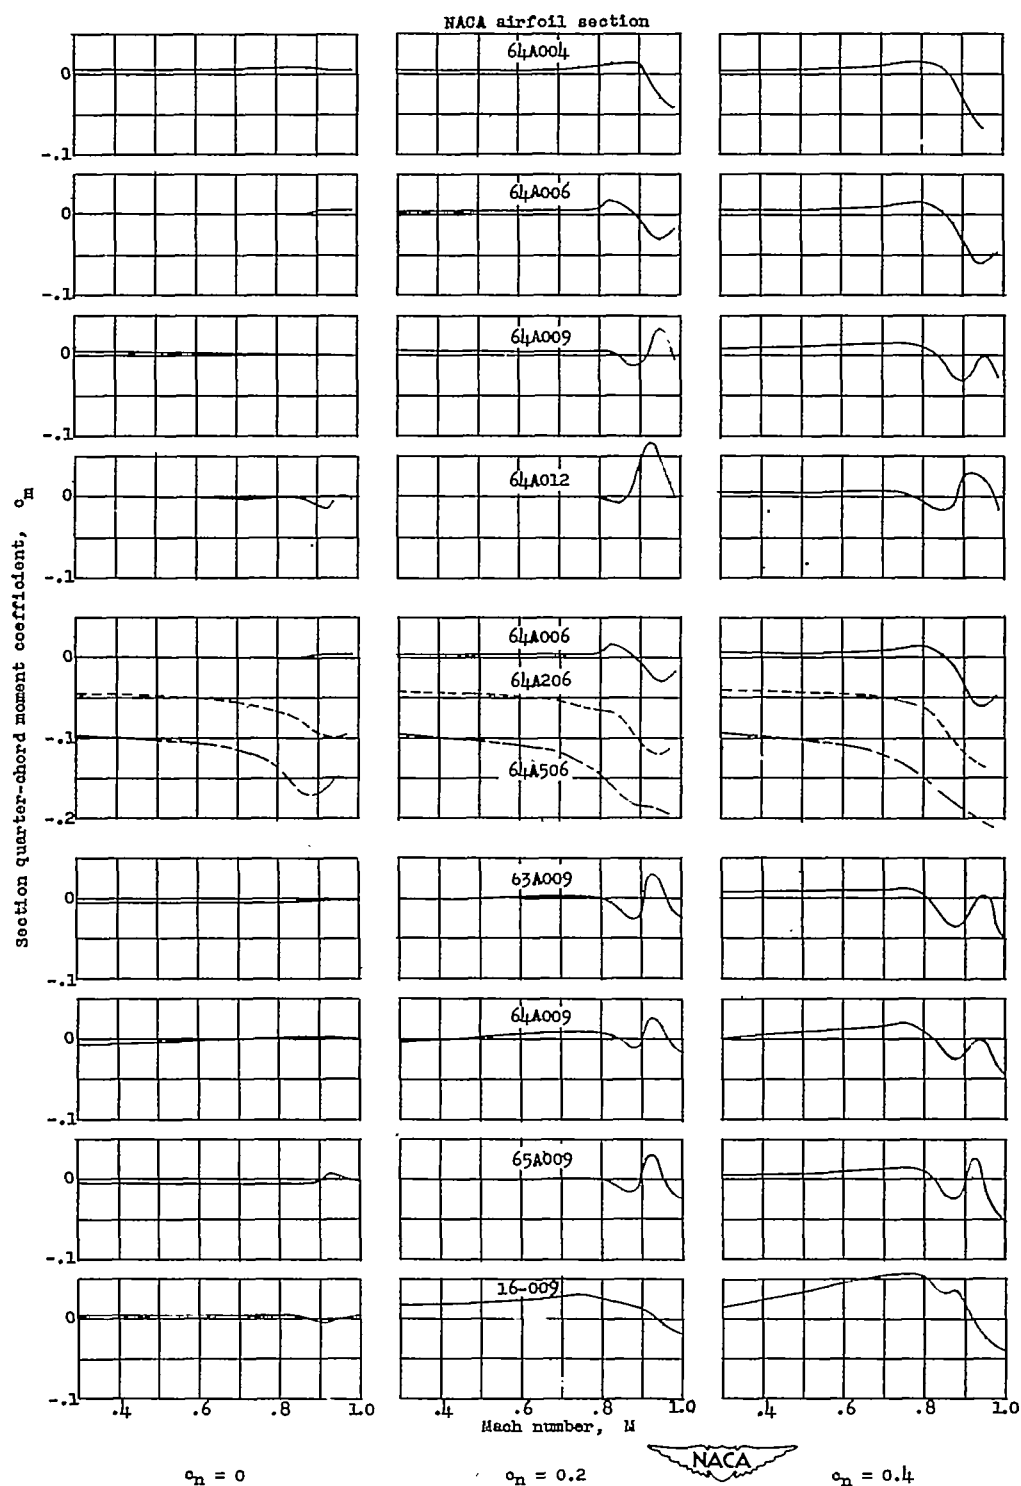 NACA airfoil section
64A004
0
-.1
64A006
0
-.1
64A009
0
-.1
64A012
0
-.1
64A006
0
64A206
-.1
64A506
-.2
63A009
0
-.1
64A009
0
-.1
65A009
0
-.1
16-009
0
-.1
.4 .6 .8 1.0 .4 .6 .8 1.0 .4 .6 .8 1.0
Mach number, M
Section quarter-chord moment coefficient, cm
NACA
cn = 0 cn = 0.2 cn = 0.4